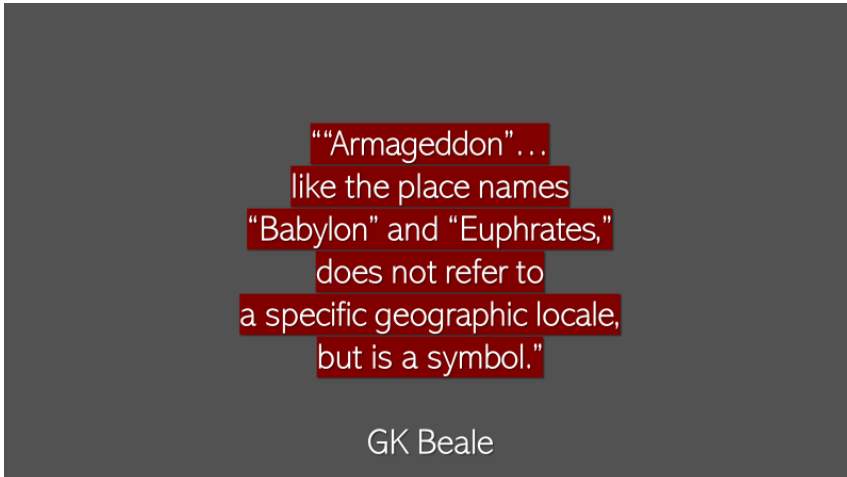 ““Armageddon”…
like the place names
“Babylon” and “Euphrates,”
does not refer to
a specific geographic locale,
but is a symbol.”
GK Beale